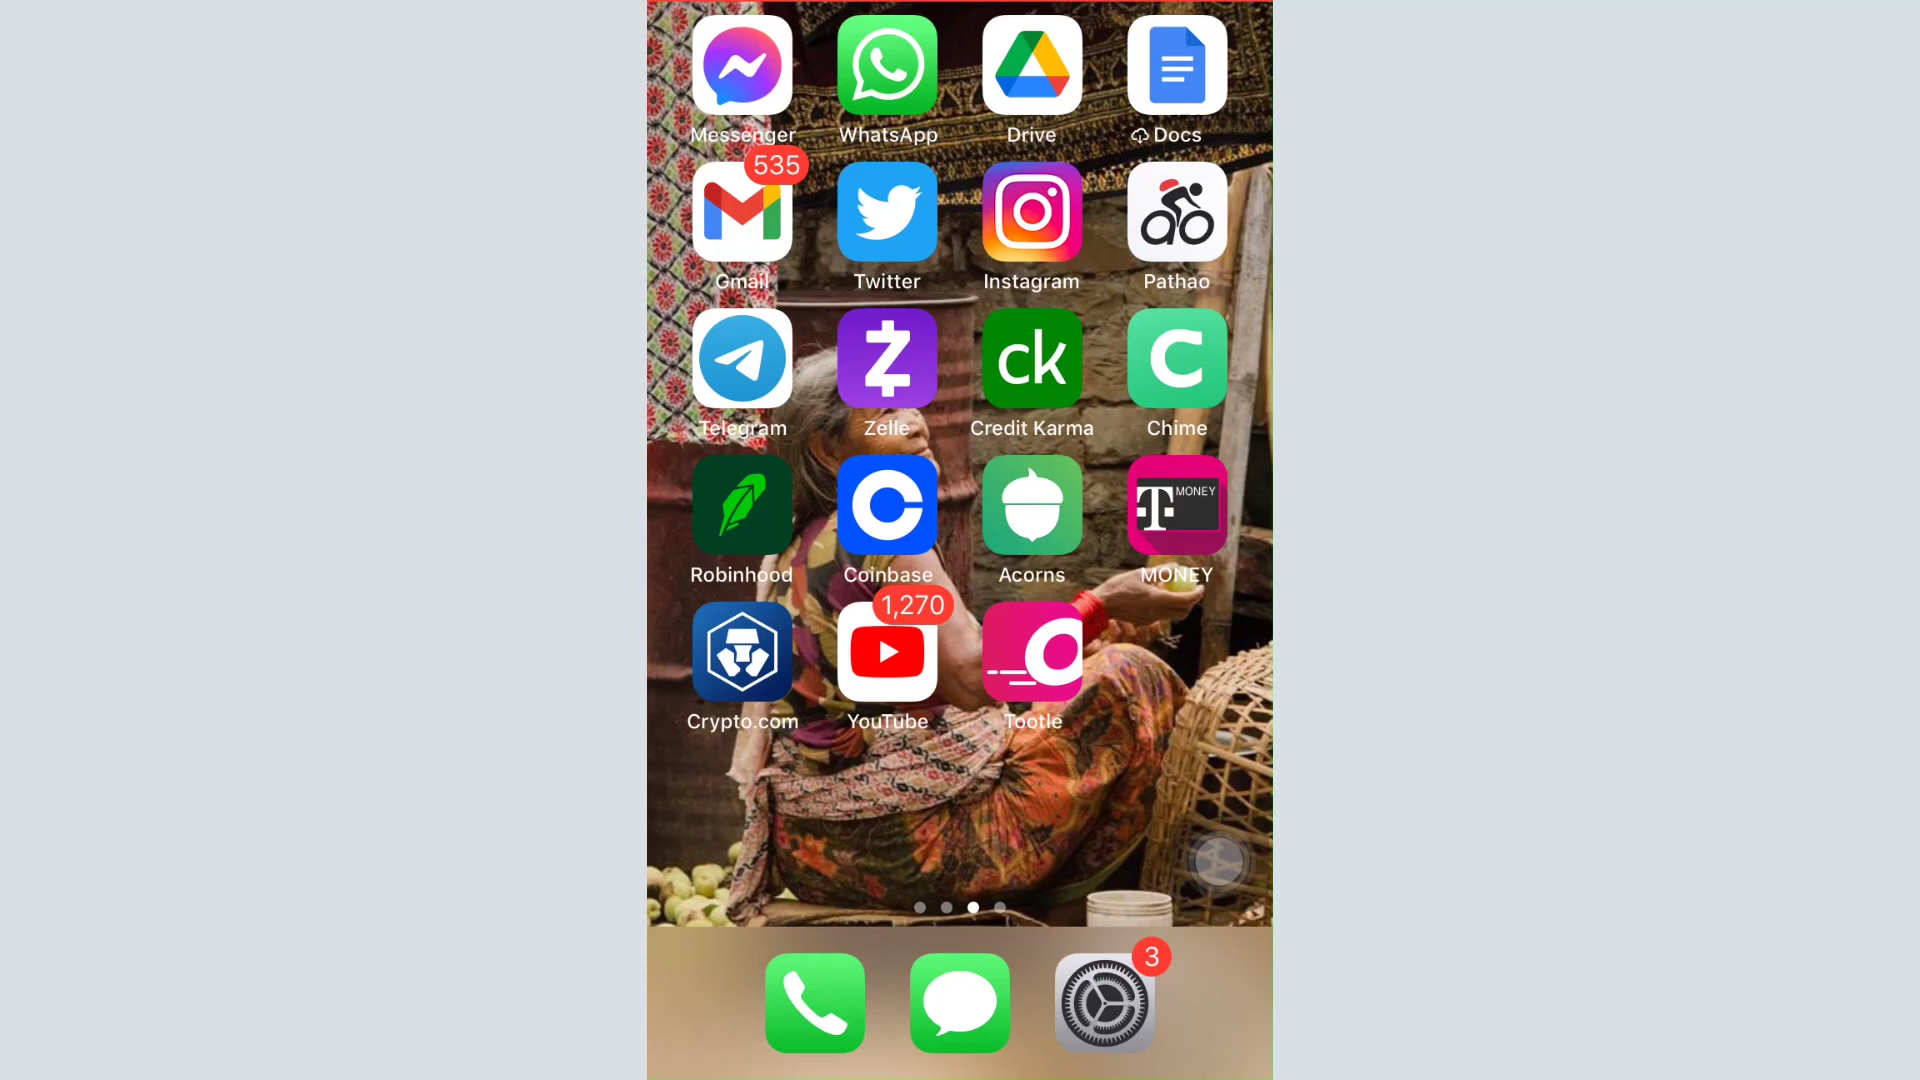 Messenger WhatsApp Drive Docs
535
Gmail Twitter Instagram Pathao
ck
Telegram Zelle Credit Karma Chime
T MONEY
Robinhood Coinbase Acorns MONEY
1,270
Crypto.com YouTube Tootle
3